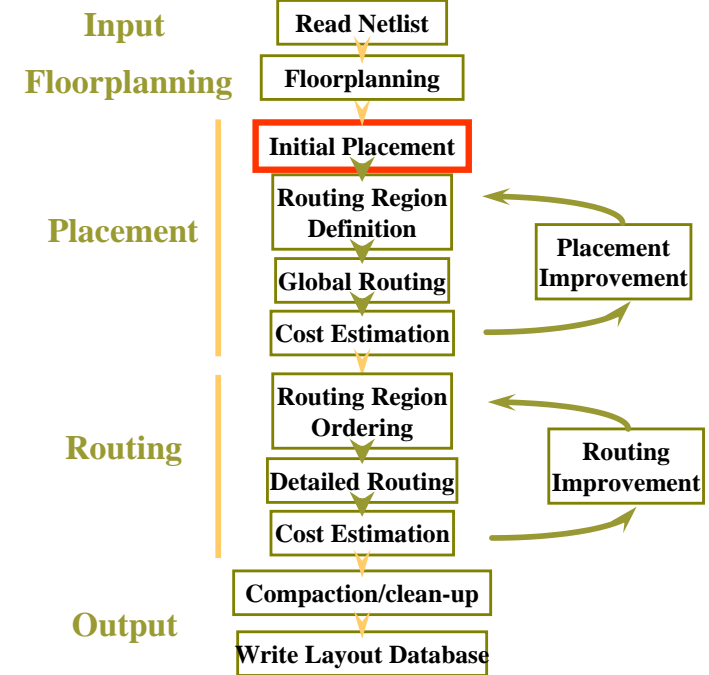 Input
Read Netlist
Floorplanning
Floorplanning
Initial Placement
Placement
Routing Region
Definition
Global Routing
Cost Estimation
Placement
Improvement
Routing
Routing Region
Ordering
Detailed Routing
Cost Estimation
Routing
Improvement
Output
Compaction/clean-up
Write Layout Database